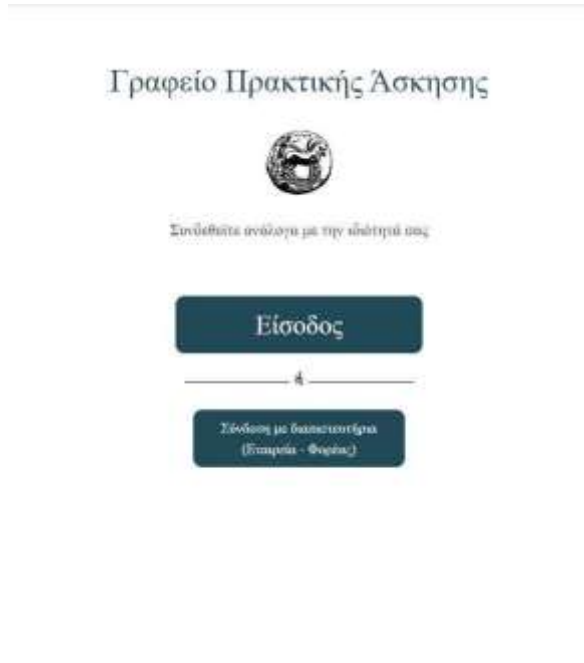 Γραφείο Πρακτικής Άσκησης
Συνδεθείτε ανάλογα με την ιδιότητά σας
Είσοδος
ή
Σύνδεση με διαπιστευτήρια
(Εταιρεία - Φορέας)